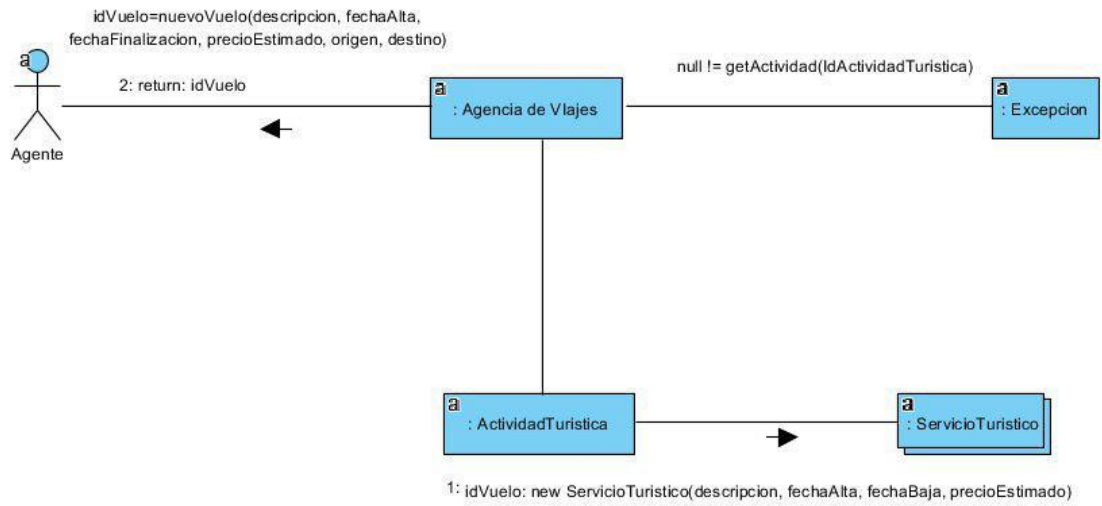 idVuelo=nuevoVuelo(descripcion, fechaAlta,
fechaFinalizacion, precioEstimado, origen, destino)
a
2: return: idVuelo
Agente
a
: Agencia de VIajes
null != getActividad(IdActividadTuristica)
a
: Excepcion
a
: ActividadTuristica
a
: ServicioTuristico
1: idVuelo: new ServicioTuristico(descripcion, fechaAlta, fechaBaja, precioEstimado)